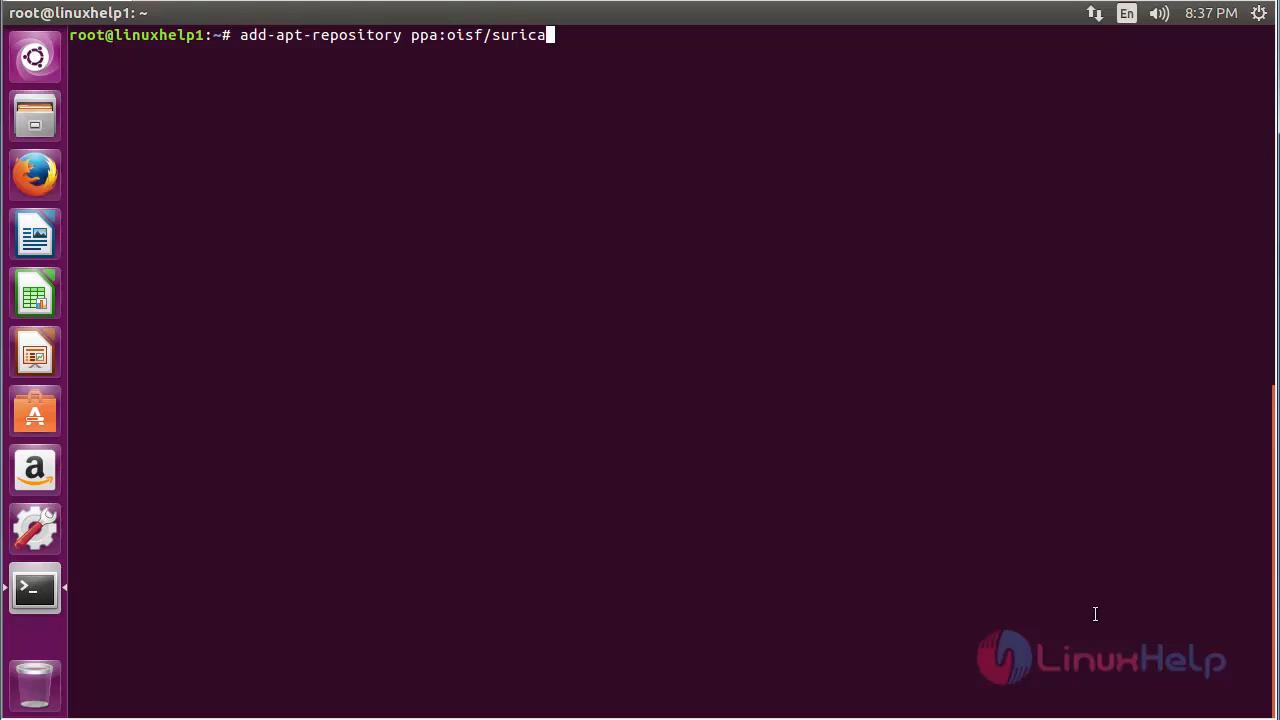 root@linuxhelp1: ~
En
8:37 PM
root@linuxhelp1:~# add-apt-repository ppa:oisf/surica
LinuxHelp